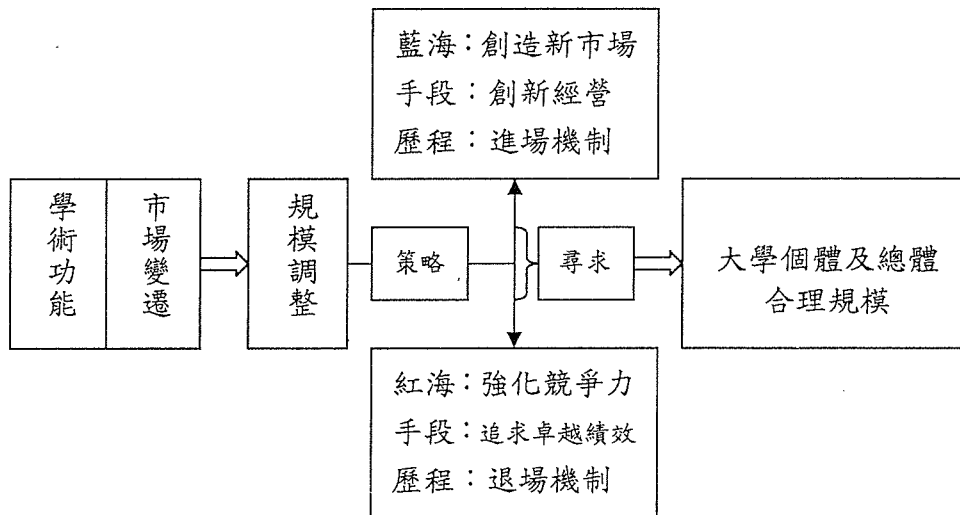 藍海：創造新市場
手段：創新經營
歷程：進場機制
學術功能
市場變遷
規模調整
策略
尋求
大學個體及總體
合理規模
紅海：強化競爭力
手段：追求卓越績效
歷程：退場機制